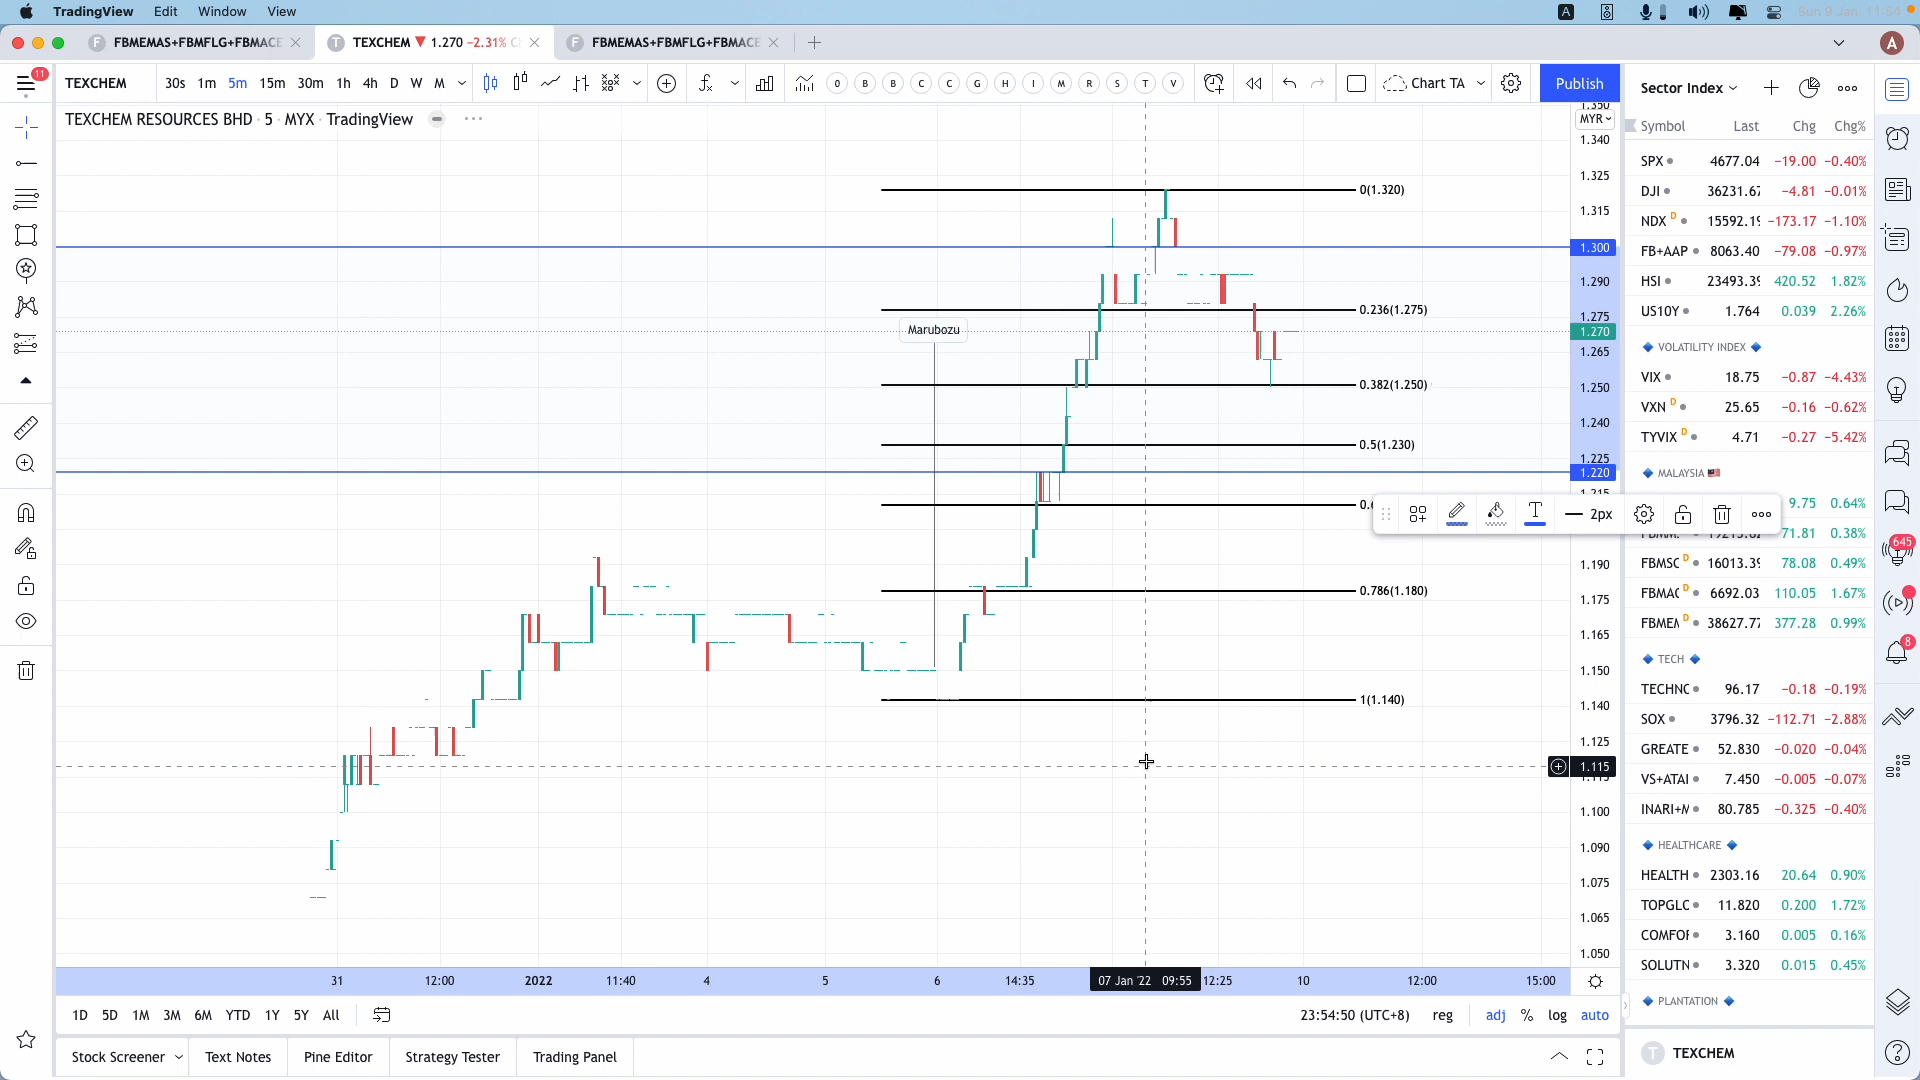 TradingView Edit Window View
A
Sun 9 Jan 11:54
F FBMEMAS+FBMFLG+FBMACE
T TEXCHEM ▼ 1.270 −2.31%
F FBMEMAS+FBMFLG+FBMACE
A
11
TEXCHEM 30s 1m 5m 15m 30m 1h 4h D W M O B B C C G H I M R S T V Chart TA Publish
TEXCHEM RESOURCES BHD · 5 · MYX · TradingView
MYR
1.350
1.340
1.325
1.315
1.300
1.290
1.275
1.270
1.265
1.250
1.240
1.225
1.220
1.215
1.190
1.175
1.165
1.150
1.140
1.125
1.115
1.100
1.090
1.075
1.065
1.050
0(1.320)
0.236(1.275)
0.382(1.250)
0.5(1.230)
0.786(1.180)
1(1.140)
Marubozu
2px
31 12:00 2022 11:40 4 5 6 14:35 07 Jan '22 09:55 12:25 10 12:00 15:00
1D 5D 1M 3M 6M YTD 1Y 5Y All
23:54:50 (UTC+8) reg adj % log auto
Stock Screener Text Notes Pine Editor Strategy Tester Trading Panel
Sector Index
Symbol Last Chg Chg%
SPX 4677.04 −19.00 −0.40%
DJI 36231.67 −4.81 −0.01%
NDX D 15592.19 −173.17 −1.10%
FB+AAP 8063.40 −79.08 −0.97%
HSI 23493.39 420.52 1.82%
US10Y 1.764 0.039 2.26%
VOLATILITY INDEX
VIX 18.75 −0.87 −4.43%
VXN D 25.65 −0.16 −0.62%
TYVIX D 4.71 −0.27 −5.42%
MALAYSIA
9.75 0.64%
71.81 0.38%
FBMSC D 16013.39 78.08 0.49%
FBMAC D 6692.03 110.05 1.67%
FBMEM D 38627.77 377.28 0.99%
TECH
TECHNC 96.17 −0.18 −0.19%
SOX 3796.32 −112.71 −2.88%
GREATE 52.830 −0.020 −0.04%
VS+ATAI 7.450 −0.005 −0.07%
INARI+M 80.785 −0.325 −0.40%
HEALTHCARE
HEALTH 2303.16 20.64 0.90%
TOPGLC 11.820 0.200 1.72%
COMFOF 3.160 0.005 0.16%
SOLUTN 3.320 0.015 0.45%
PLANTATION
T TEXCHEM
645
8